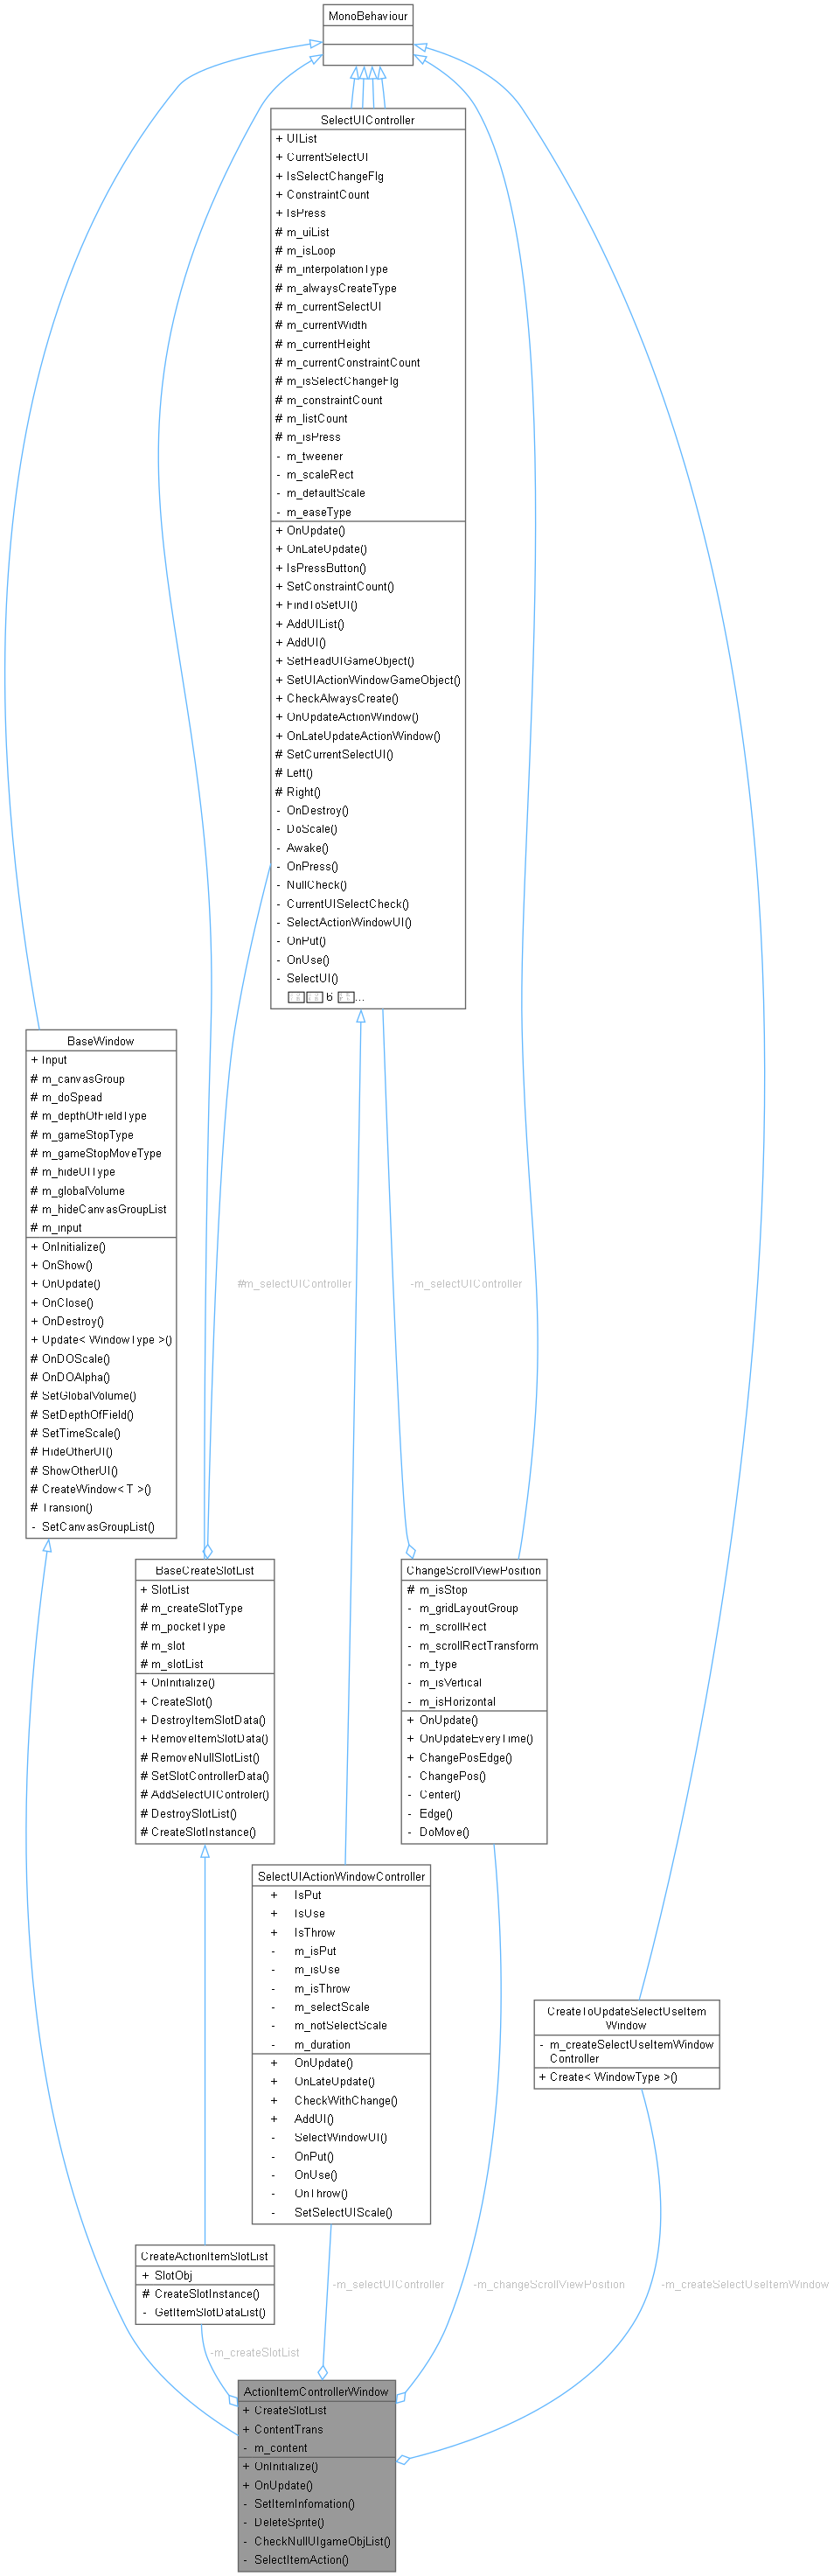 MonoBehaviour
SelectUIController
+ UIList
+ CurrentSelectUI
+ IsSelectChangeFlg
+ ConstraintCount
+ IsPress
# m_uiList
# m_isLoop
# m_interpolationType
# m_alwaysCreateType
# m_currentSelectUI
# m_currentWidth
# m_currentHeight
# m_currentConstraintCount
# m_isSelectChangeFlg
# m_constraintCount
# m_listCount
# m_isPress
- m_tweener
- m_scaleRect
- m_defaultScale
- m_easeType
+ OnUpdate()
+ OnLateUpdate()
+ IsPressButton()
+ SetConstraintCount()
+ FindToSetUI()
+ AddUIList()
+ AddUI()
+ SetHeadUIGameObject()
+ SetUIActionWindowGameObject()
+ CheckAlwaysCreate()
+ OnUpdateActionWindow()
+ OnLateUpdateActionWindow()
# SetCurrentSelectUI()
# Left()
# Right()
- OnDestroy()
- DoScale()
- Awake()
- OnPress()
- NullCheck()
- CurrentUISelectCheck()
- SelectActionWindowUI()
- OnPut()
- OnUse()
- SelectUI()
6 ...
BaseWindow
+ Input
# m_canvasGroup
# m_doSpead
# m_depthOfFieldType
# m_gameStopType
# m_gameStopMoveType
# m_hideUIType
# m_globalVolume
# m_hideCanvasGroupList
# m_input
+ OnInitialize()
+ OnShow()
+ OnUpdate()
+ OnClose()
+ OnDestroy()
+ Update< WindowType >()
# OnDOScale()
# OnDOAlpha()
# SetGlobalVolume()
# SetDepthOfField()
# SetTimeScale()
# HideOtherUI()
# ShowOtherUI()
# CreateWindow< T >()
# Transion()
- SetCanvasGroupList()
#m_selectUIController
-m_selectUIController
BaseCreateSlotList
+ SlotList
# m_createSlotType
# m_pocketType
# m_slot
# m_slotList
+ OnInitialize()
+ CreateSlot()
+ DestroyItemSlotData()
+ RemoveItemSlotData()
# RemoveNullSlotList()
# SetSlotControllerData()
# AddSelectUIControler()
# DestroySlotList()
# CreateSlotInstance()
ChangeScrollViewPosition
# m_isStop
- m_gridLayoutGroup
- m_scrollRect
- m_scrollRectTransform
- m_type
- m_isVertical
- m_isHorizontal
+ OnUpdate()
+ OnUpdateEveryTime()
+ ChangePosEdge()
- ChangePos()
- Center()
- Edge()
- DoMove()
SelectUIActionWindowController
+ IsPut
+ IsUse
+ IsThrow
- m_isPut
- m_isUse
- m_isThrow
- m_selectScale
- m_notSelectScale
- m_duration
+ OnUpdate()
+ OnLateUpdate()
+ CheckWithChange()
+ AddUI()
- SelectWindowUI()
- OnPut()
- OnUse()
- OnThrow()
- SetSelectUIScale()
CreateToUpdateSelectUseItem
Window
- m_createSelectUseItemWindow
Controller
+ Create< WindowType >()
CreateActionItemSlotList
+ SlotObj
# CreateSlotInstance()
- GetItemSlotDataList()
-m_createSlotList
-m_selectUIController
-m_changeScrollViewPosition
-m_createSelectUseItemWindow
ActionItemControllerWindow
+ CreateSlotList
+ ContentTrans
- m_content
+ OnInitialize()
+ OnUpdate()
- SetItemInfomation()
- DeleteSprite()
- CheckNullUIgameObjList()
- SelectItemAction()